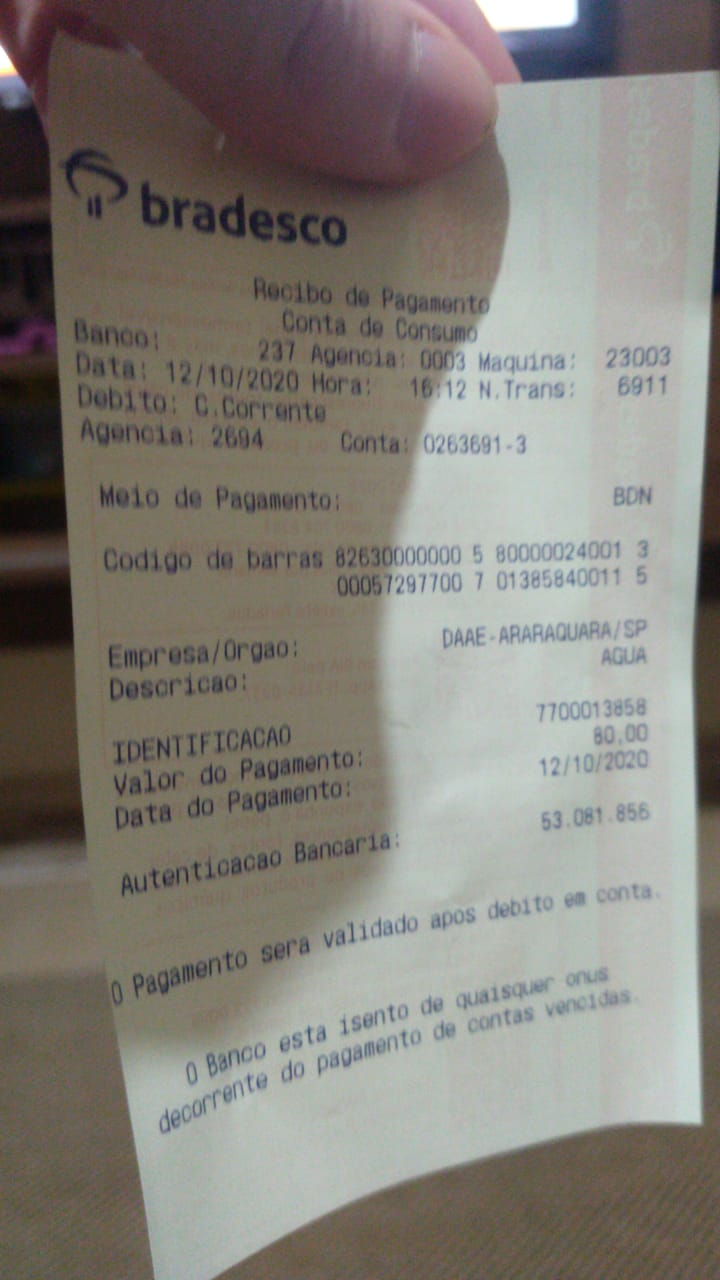 bradesco
Recibo de Pagamento
Conta de Consumo
Banco: 237 Agencia: 0003 Maquina: 23003
Data: 12/10/2020 Hora: 16:12 N.Trans: 6911
Debito: C.Corrente
Agencia: 2694 Conta: 0263691-3
Meio de Pagamento: BDN
Codigo de barras 82630000000 5 80000024001 3
00057297700 7 01385840011 5
Empresa/Orgao: DAAE-ARARAQUARA/SP
Descricao: AGUA
IDENTIFICACAO 7700013858
Valor do Pagamento: 80,00
Data do Pagamento: 12/10/2020
Autenticacao Bancaria: 53.081.856
O Pagamento sera validado apos debito em conta.
O Banco esta isento de quaisquer onus
decorrente do pagamento de contas vencidas.